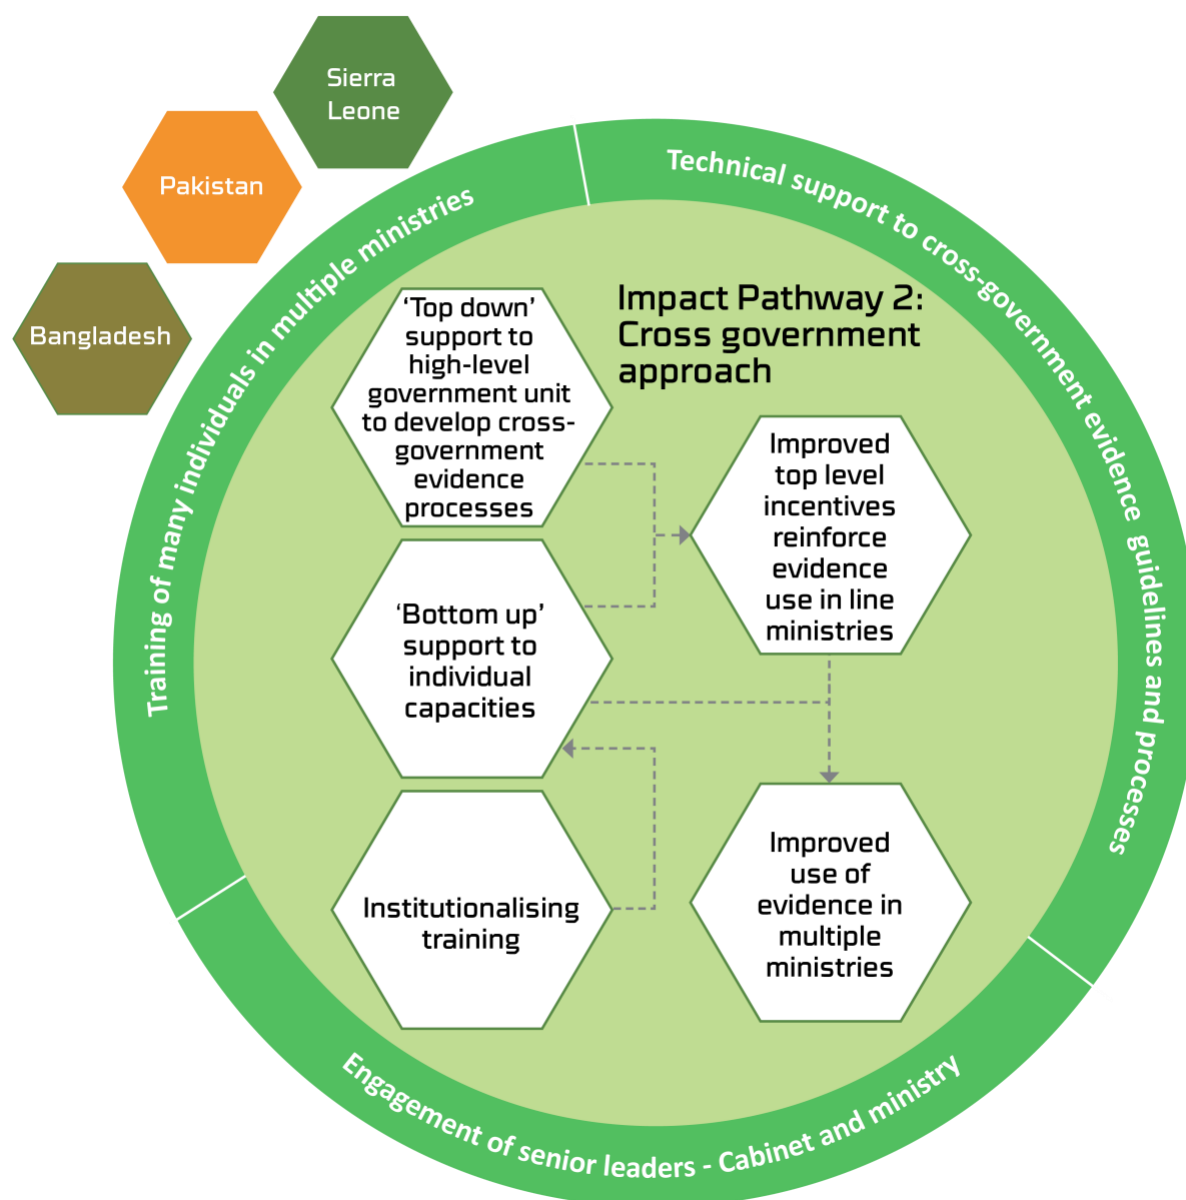 Sierra
Leone
Pakistan
Bangladesh
Training of many individuals in multiple ministries
Technical support to cross-government evidence guidelines and processes
Engagement of senior leaders - Cabinet and ministry
Impact Pathway 2:
Cross government
approach
‘Top down’
support to
high-level
government unit
to develop cross-
government
evidence
processes
‘Bottom up’
support to
individual
capacities
Institutionalising
training
Improved
top level
incentives
reinforce
evidence
use in line
ministries
Improved
use of
evidence in
multiple
ministries